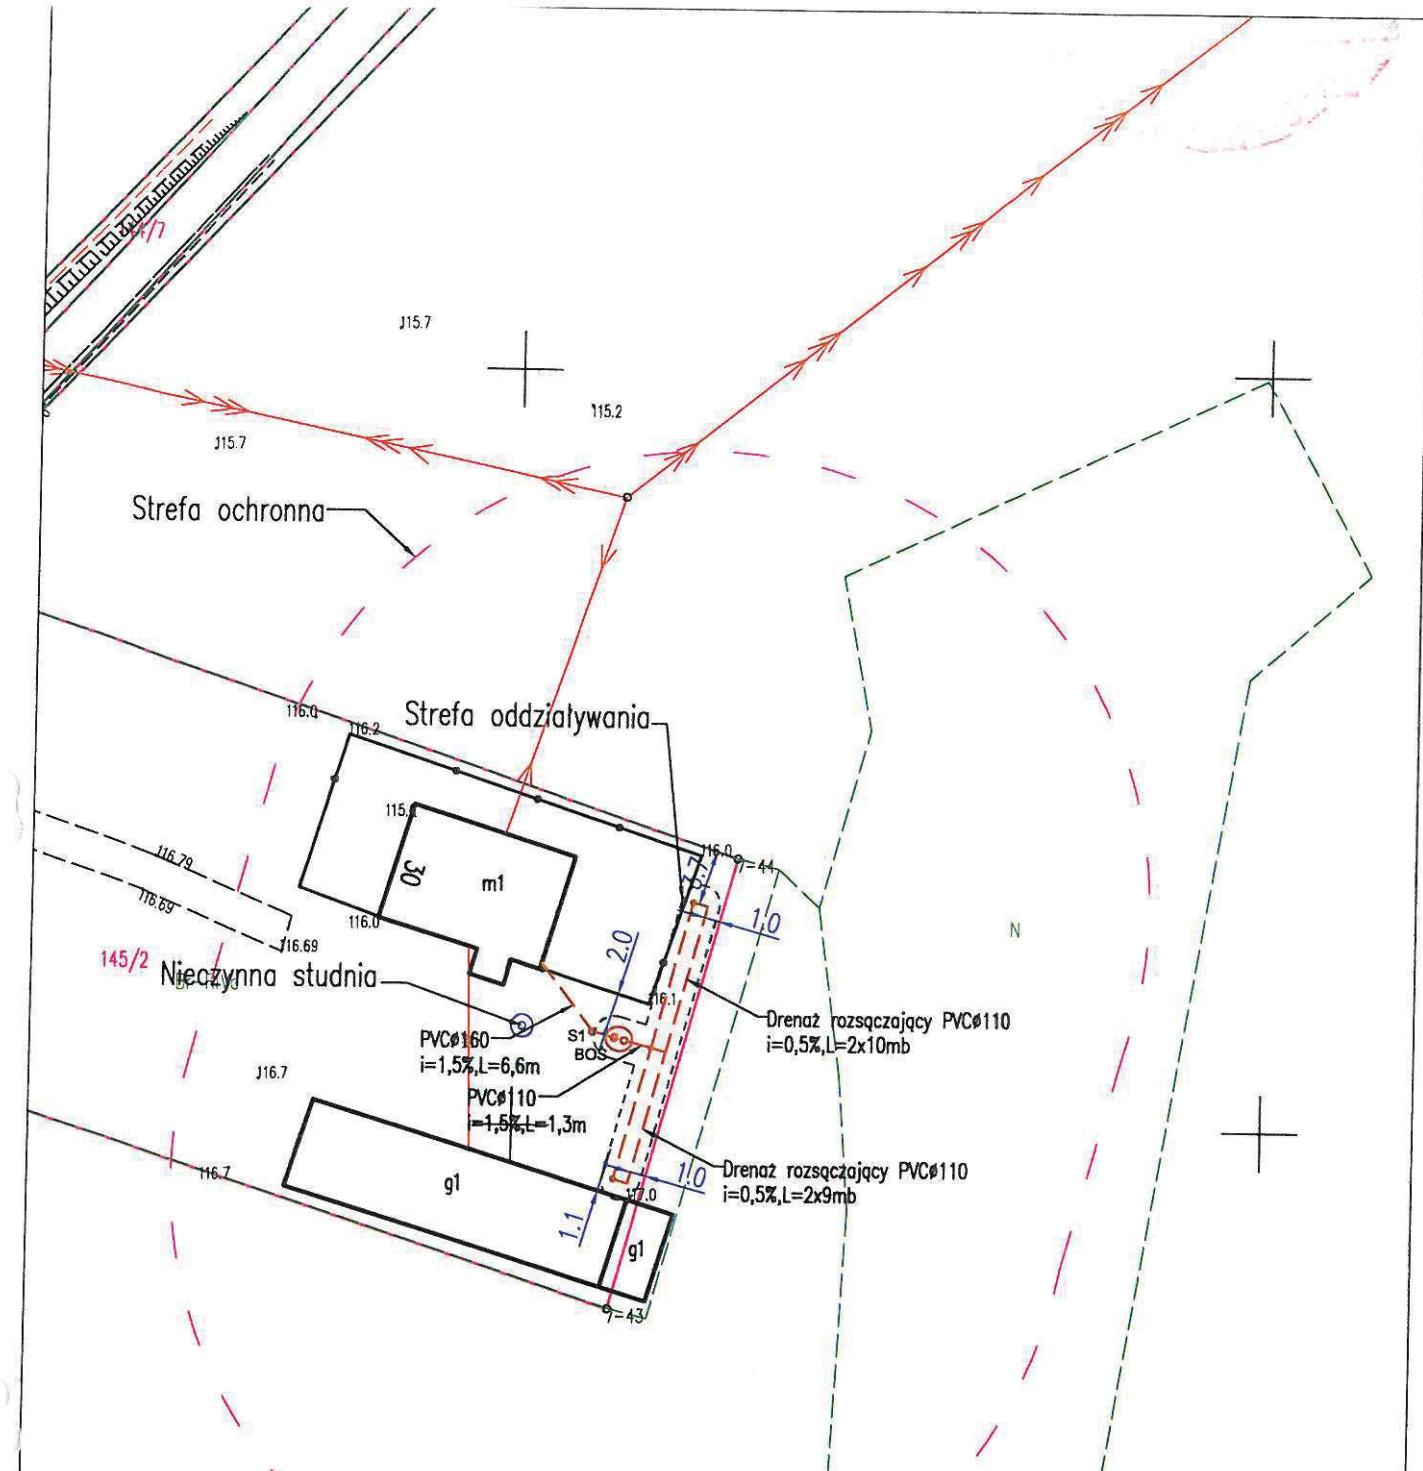 115.7
115.2
115.7
Strefa ochronna
116.0
116.2
Strefa oddziaływania
116.0
7=44
30
m1
116.79
116.69
116.0
116.69
2.0
1.0
N
145/2
Nieczynna studnia
116.1
Drenaż rozsączający PVCø110
i=0,5%,L=2x10mb
S1
BOS
PVCø160
i=1,5%,L=6,6m
116.7
PVCø110
i=1,5%,L=1,3m
Drenaż rozsączający PVCø110
i=0,5%,L=2x9mb
116.7
g1
1.0
117.0
1.1
g1
7=43